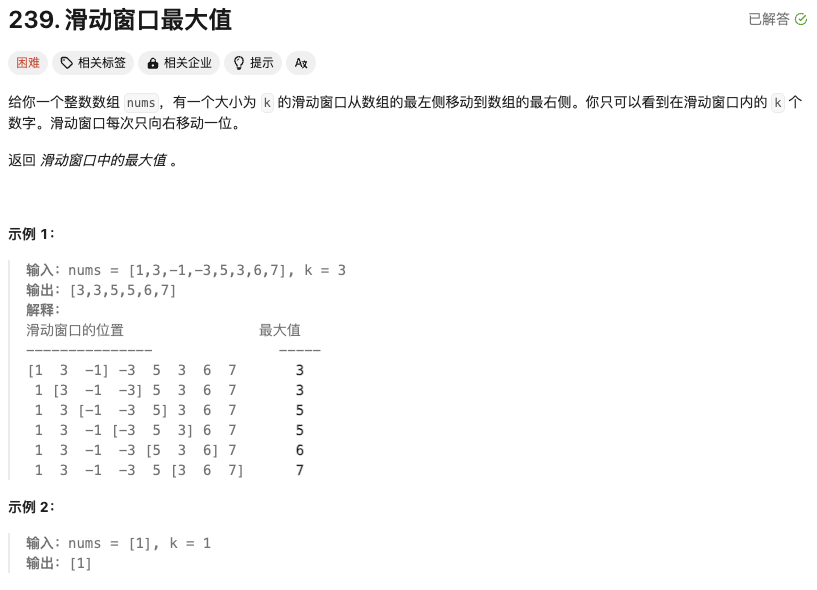 239. 滑动窗口最大值
已解答
困难 相关标签 相关企业 提示 Aż
给你一个整数数组 nums，有一个大小为 k 的滑动窗口从数组的最左侧移动到数组的最右侧。你只可以看到在滑动窗口内的 k 个
数字。滑动窗口每次只向右移动一位。
返回 滑动窗口中的最大值 。
示例 1：
输入：nums = [1,3,-1,-3,5,3,6,7], k = 3
输出：[3,3,5,5,6,7]
解释：
滑动窗口的位置 最大值
--------------- -----
[1 3 -1] -3 5 3 6 7 3
1 [3 -1 -3] 5 3 6 7 3
1 3 [-1 -3 5] 3 6 7 5
1 3 -1 [-3 5 3] 6 7 5
1 3 -1 -3 [5 3 6] 7 6
1 3 -1 -3 5 [3 6 7] 7
示例 2：
输入：nums = [1], k = 1
输出：[1]